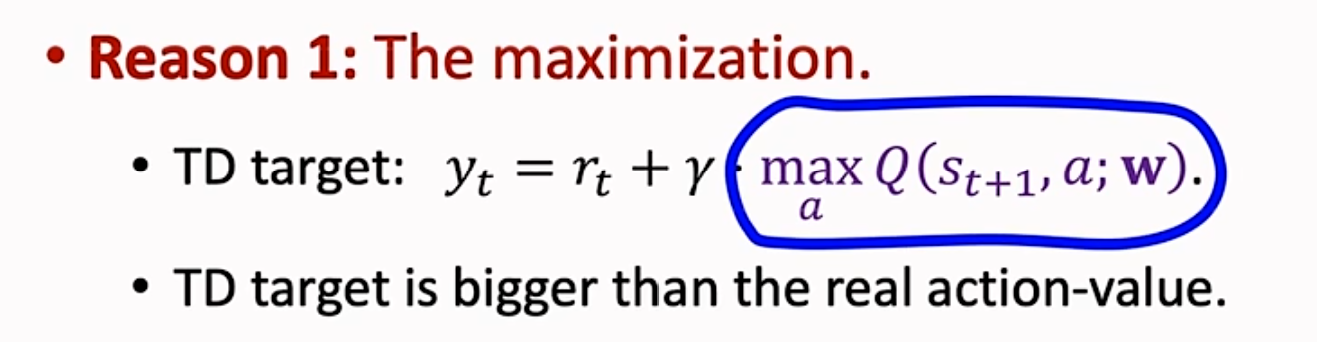 • Reason 1: The maximization.
• TD target: yₜ = rₜ + γ · max Q(sₜ₊₁, a; w).
a
• TD target is bigger than the real action-value.